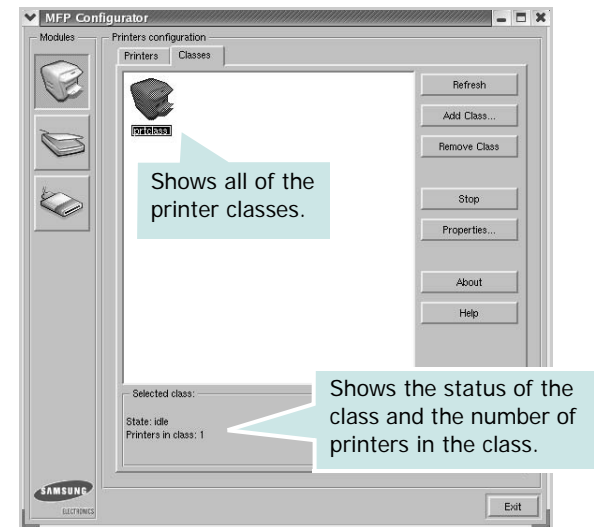 MFP Configurator
Modules
Printers configuration
Printers Classes
Refresh
Add Class...
prtclass1
Remove Class
Shows all of the
printer classes.
Stop
Properties...
About
Help
Selected class:
State: idle
Printers in class: 1
Shows the status of the
class and the number of
printers in the class.
SAMSUNG
ELECTRONICS
Exit